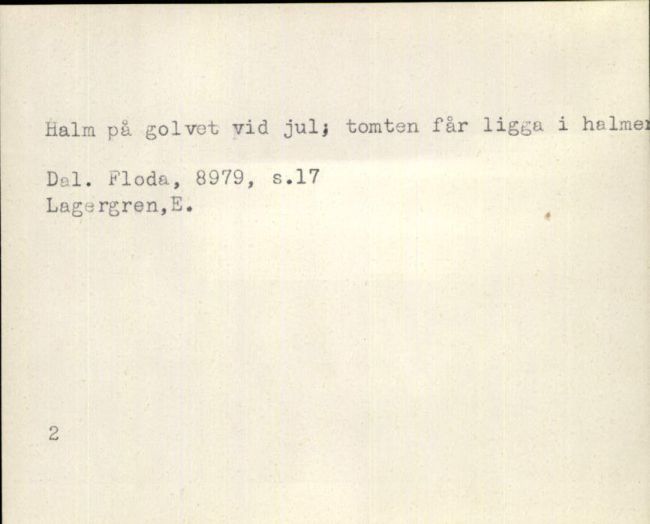 Halm på golvet vid jul; tomten får ligga i halmen
Dal. Floda, 8979, s.17
Lagergren,E.
2